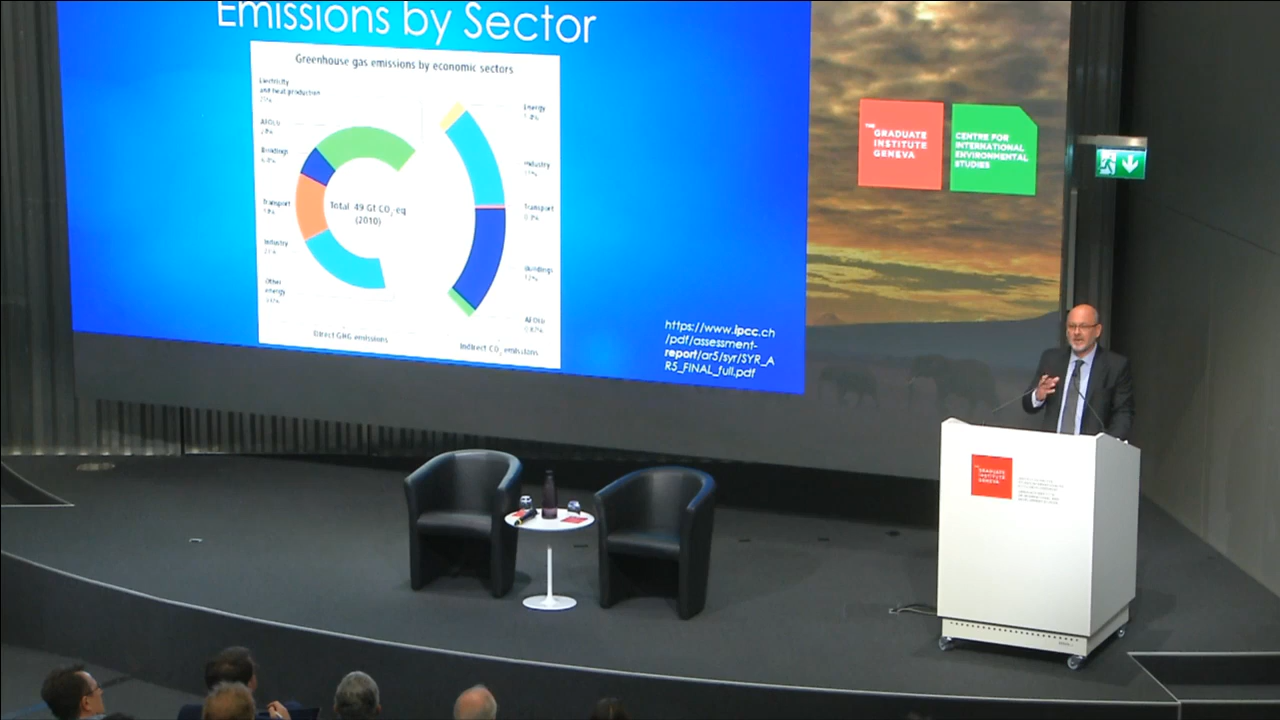 Emissions by Sector
Greenhouse gas emissions by economic sectors
Electricity
and heat production
AFOLU
Buildings
Transport
Industry
Other
energy
Total 49 Gt CO2-eq
(2010)
Direct GHG emissions
Energy
Industry
Transport
Buildings
AFOLU
Indirect CO2 emissions
https://www.ipcc.ch
/pdf/assessment-
report/ar5/syr/SYR_A
R5_FINAL_full.pdf
THE
GRADUATE
INSTITUTE
GENEVA
CENTRE FOR
INTERNATIONAL
ENVIRONMENTAL
STUDIES
THE
GRADUATE
INSTITUTE
GENEVA